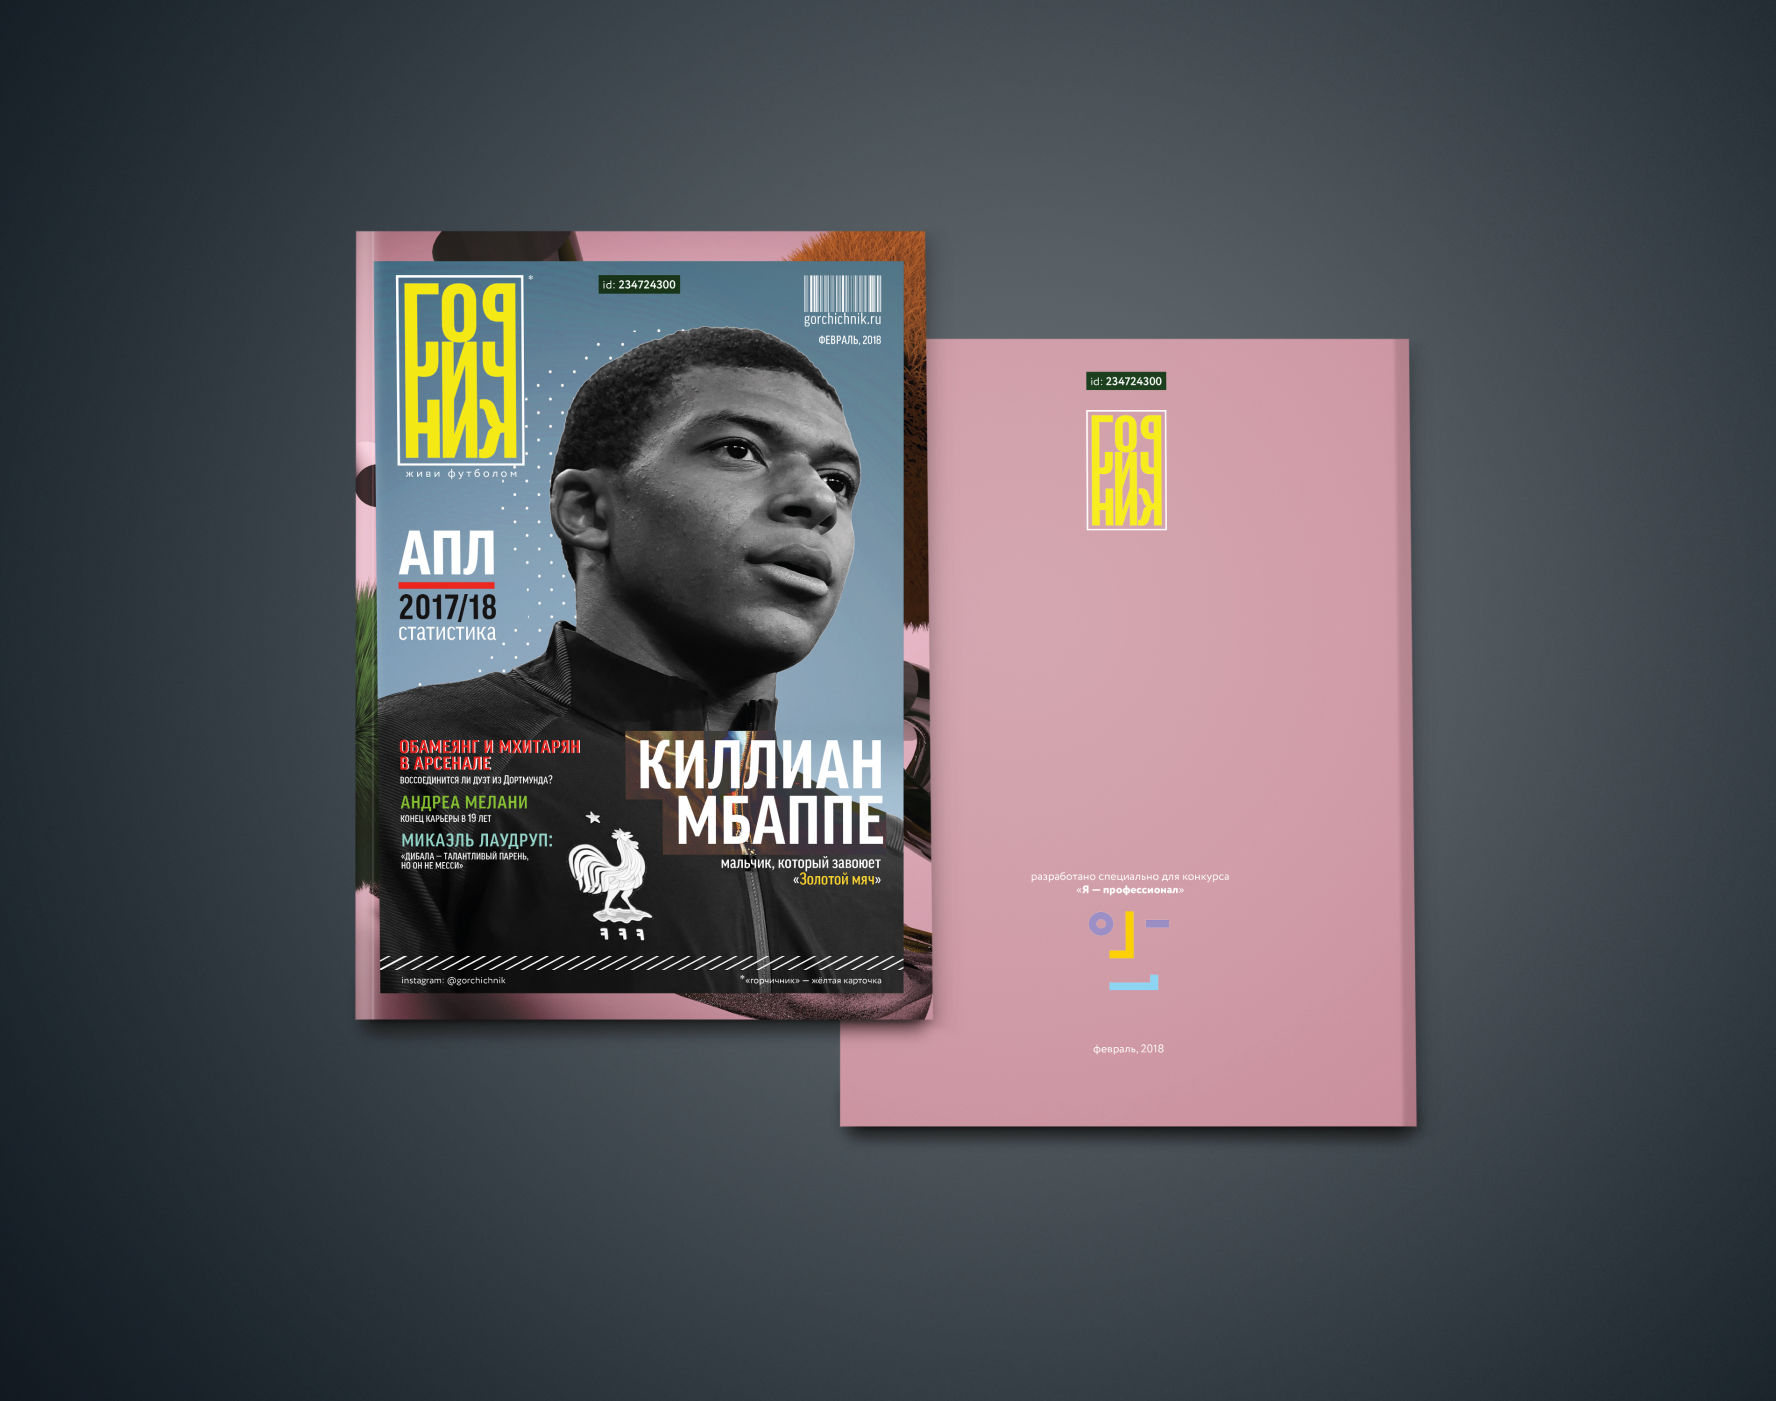 ГОР
ЧИЧ
НИК
*
живи футболом
id: 234724300
gorchichnik.ru
ФЕВРАЛЬ, 2018
АПЛ
2017/18
статистика
ОБАМЕЯНГ И МХИТАРЯН
В АРСЕНАЛЕ
ВОССОЕДИНИТСЯ ЛИ ДУЭТ ИЗ ДОРТМУНДА?
АНДРЕА МЕЛАНИ
КОНЕЦ КАРЬЕРЫ В 19 ЛЕТ
МИКАЭЛЬ ЛАУДРУП:
«ДИБАЛА – ТАЛАНТЛИВЫЙ ПАРЕНЬ,
НО ОН НЕ МЕССИ»
КИЛЛИАН
МБАППЕ
мальчик, который завоюет
«Золотой мяч»
F F F
instagram: @gorchichnik
*«горчичник» — жёлтая карточка
id: 234724300
ГОР
ЧИЧ
НИК
разработано специально для конкурса
«Я — профессионал»
февраль, 2018